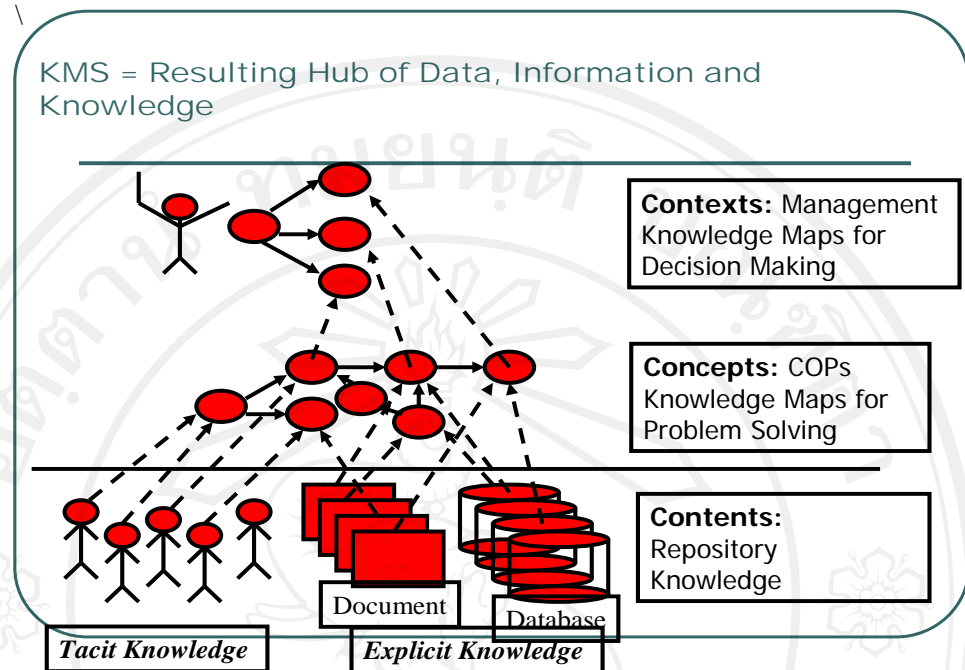 \
KMS = Resulting Hub of Data, Information and
Knowledge
Contexts: Management
Knowledge Maps for
Decision Making
Concepts: COPs
Knowledge Maps for
Problem Solving
Contents:
Repository
Knowledge
Document
Database
Tacit Knowledge
Explicit Knowledge